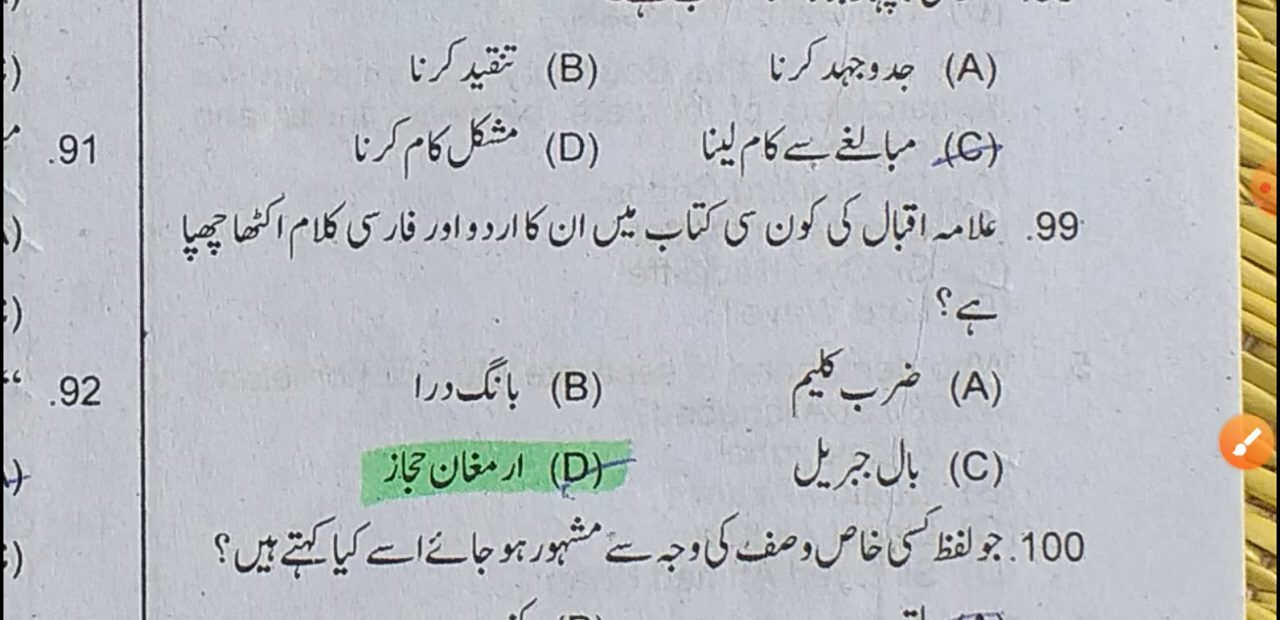 (A) جدوجہد کرنا (B) تنقید کرنا
(C) مبالغے سے کام لینا (D) مشکل کام کرنا
.91
.99 علامہ اقبال کی کون سی کتاب میں ان کا اردو اور فارسی کلام اکٹھا چھپا
ہے؟
(A) ضرب کلیم (B) بانگ درا
.92
(C) بال جبریل (D) ارمغان حجاز
.100 جو لفظ کسی خاص وصف کی وجہ سے مشہور ہو جائے اسے کیا کہتے ہیں؟